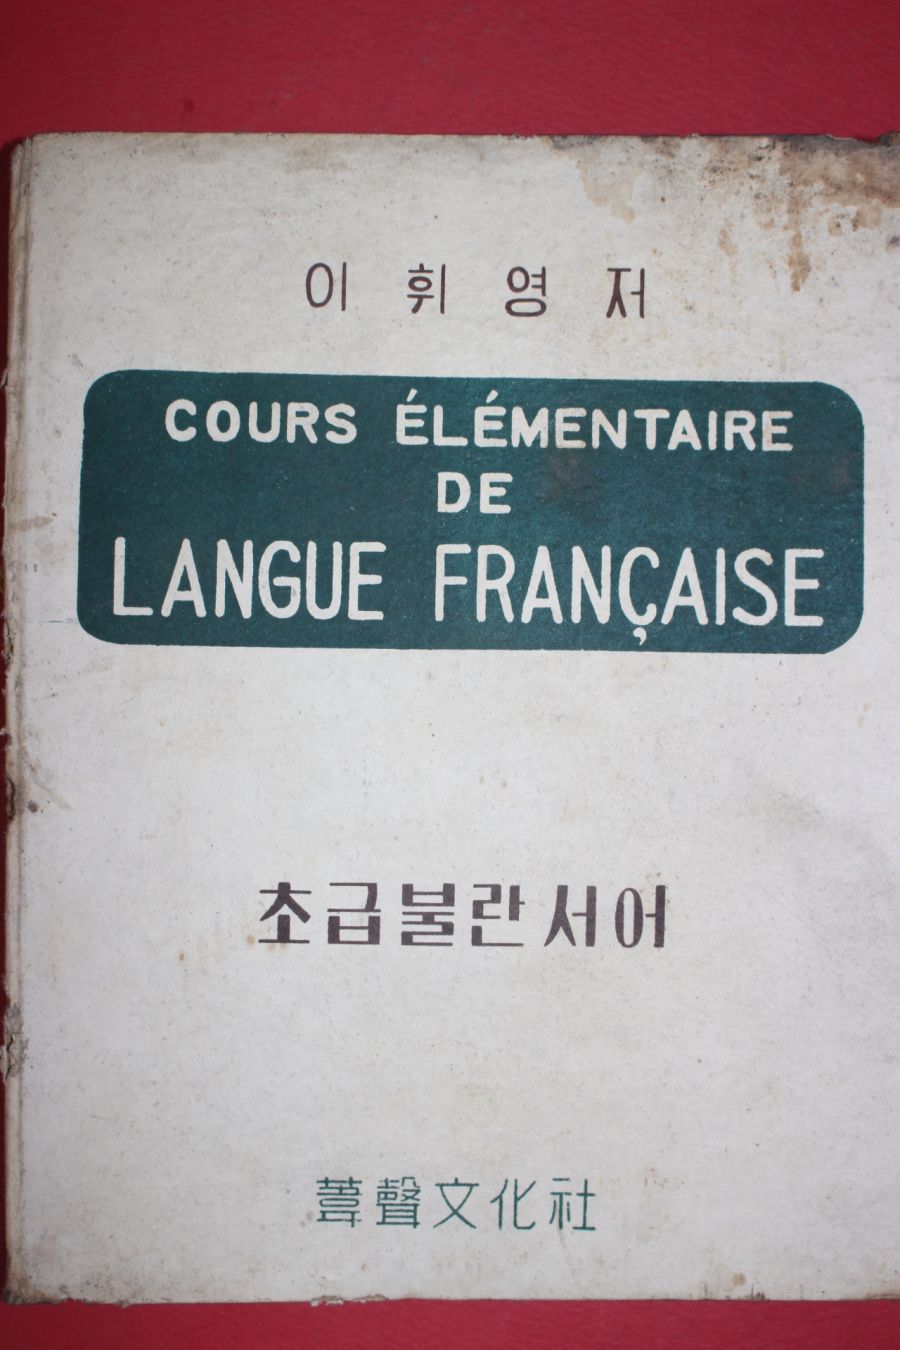 이 휘 영 저
COURS ÉLÉMENTAIRE
DE
LANGUE FRANÇAISE
초급불란서어
葦聲文化社